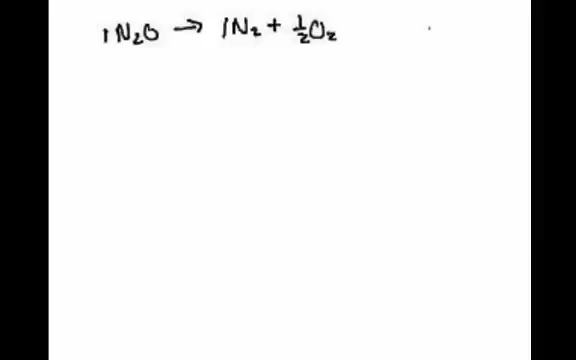 1N₂O → 1N₂ + ½O₂